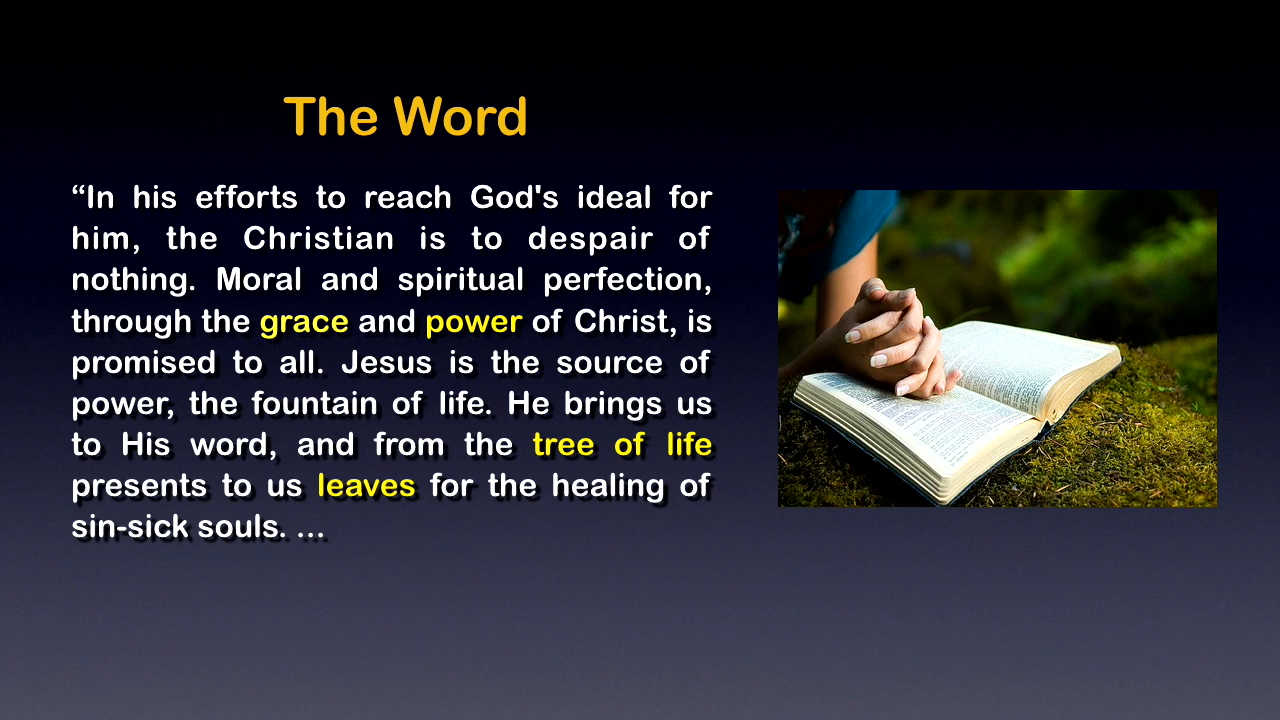 The Word
“In his efforts to reach God's ideal for
him, the Christian is to despair of
nothing. Moral and spiritual perfection,
through the grace and power of Christ, is
promised to all. Jesus is the source of
power, the fountain of life. He brings us
to His word, and from the tree of life
presents to us leaves for the healing of
sin-sick souls. …